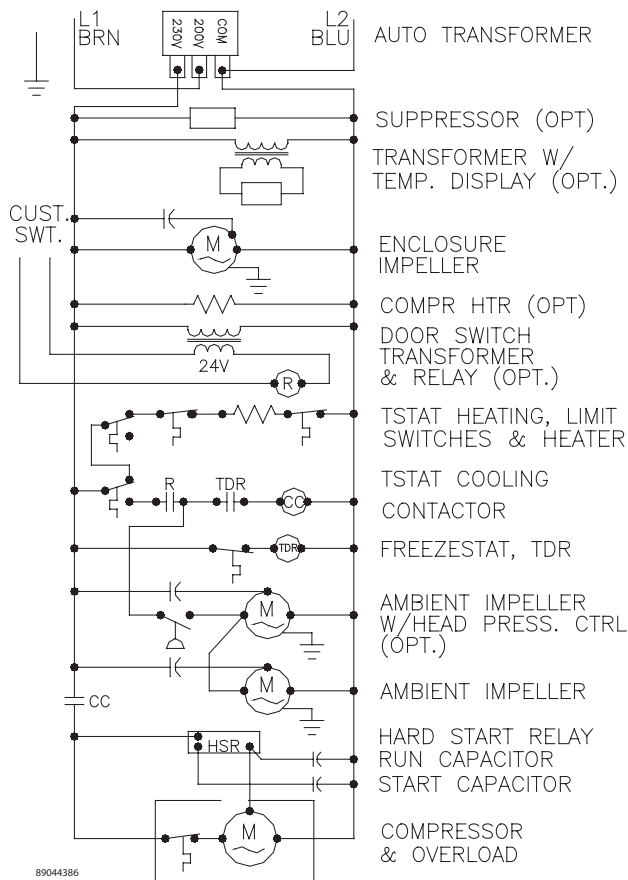 L1
BRN
230V
200V
COM
L2
BLU
AUTO TRANSFORMER
SUPPRESSOR (OPT)
TRANSFORMER W/
TEMP. DISPLAY (OPT.)
CUST.
SWT.
M
ENCLOSURE
IMPELLER
COMPR HTR (OPT)
DOOR SWITCH
TRANSFORMER
& RELAY (OPT.)
24V
R
TSTAT HEATING, LIMIT
SWITCHES & HEATER
TSTAT COOLING
R
TDR
CC
CONTACTOR
TDR
FREEZESTAT, TDR
M
AMBIENT IMPELLER
W/HEAD PRESS. CTRL
(OPT.)
M
AMBIENT IMPELLER
CC
HSR
HARD START RELAY
RUN CAPACITOR
START CAPACITOR
M
COMPRESSOR
& OVERLOAD
89044386